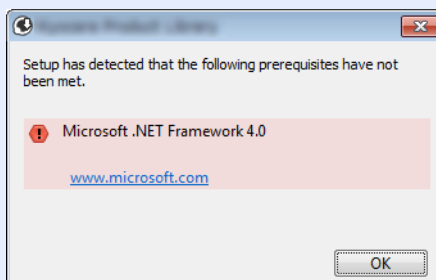 Setup has detected that the following prerequisites have not
been met.
Microsoft .NET Framework 4.0
www.microsoft.com
OK